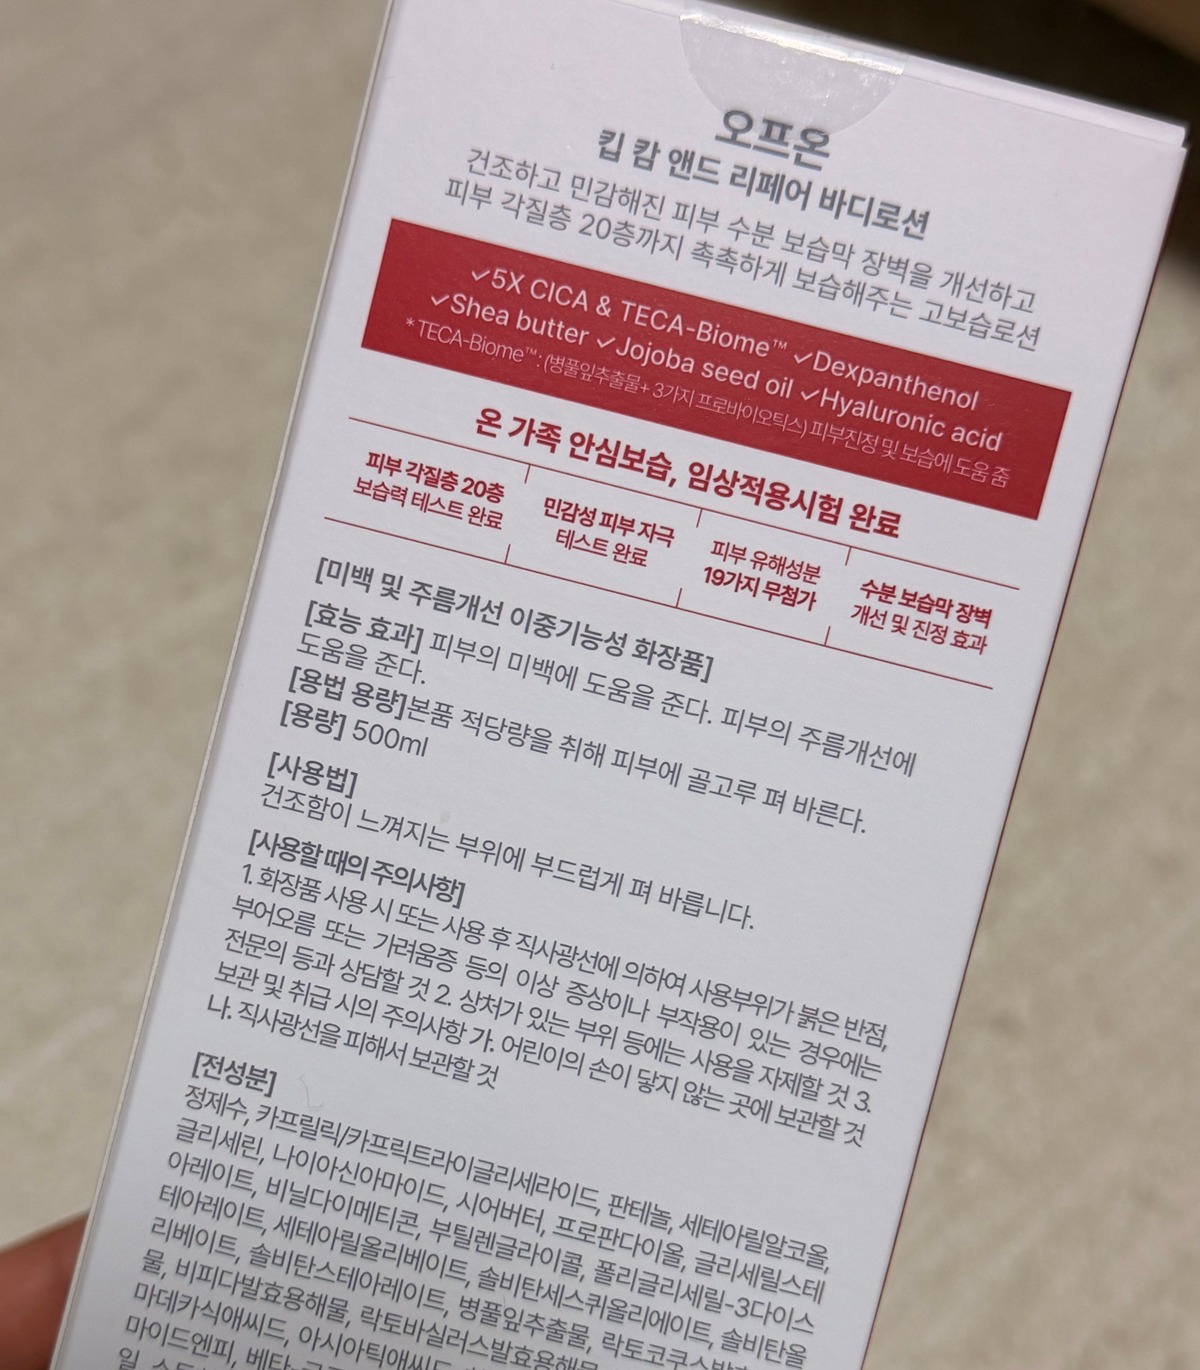 오프온
킵 캄 앤드 리페어 바디로션
건조하고 민감해진 피부 수분 보습막 장벽을 개선하고
피부 각질층 20층까지 촉촉하게 보습해주는 고보습로션
✓5X CICA & TECA-Biome™ ✓Dexpanthenol
✓Shea butter ✓Jojoba seed oil ✓Hyaluronic acid
* TECA-Biome™: (병풀잎추출물+ 3가지 프로바이오틱스) 피부진정 및 보습에 도움 줌
온 가족 안심보습, 임상적용시험 완료
피부 각질층 20층
보습력 테스트 완료
민감성 피부 자극
테스트 완료
피부 유해성분
19가지 무첨가
수분 보습막 장벽
개선 및 진정 효과
[미백 및 주름개선 이중기능성 화장품]
[효능 효과] 피부의 미백에 도움을 준다. 피부의 주름개선에
도움을 준다.
[용법 용량]본품 적당량을 취해 피부에 골고루 펴 바른다.
[용량] 500ml
[사용법]
건조함이 느껴지는 부위에 부드럽게 펴 바릅니다.
[사용할 때의 주의사항]
1. 화장품 사용 시 또는 사용 후 직사광선에 의하여 사용부위가 붉은 반점,
부어오름 또는 가려움증 등의 이상 증상이나 부작용이 있는 경우에는
전문의 등과 상담할 것 2. 상처가 있는 부위 등에는 사용을 자제할 것 3.
보관 및 취급 시의 주의사항 가. 어린이의 손이 닿지 않는 곳에 보관할 것
나. 직사광선을 피해서 보관할 것
[전성분]
정제수, 카프릴릭/카프릭트라이글리세라이드, 판테놀, 세테아릴알코올,
글리세린, 나이아신아마이드, 시어버터, 프로판다이올, 글리세릴스테
아레이트, 비닐다이메티콘, 부틸렌글라이콜, 폴리글리세릴-3다이스
테아레이트, 세테아릴올리베이트, 솔비탄세스퀴올리에이트, 솔비탄올
리베이트, 솔비탄스테아레이트, 병풀잎추출물, 락토코쿠스발효
물, 비피다발효용해물, 락토바실러스발효용해물
마데카식애씨드, 아시아틱애씨드
마이드엔피, 베타-글루